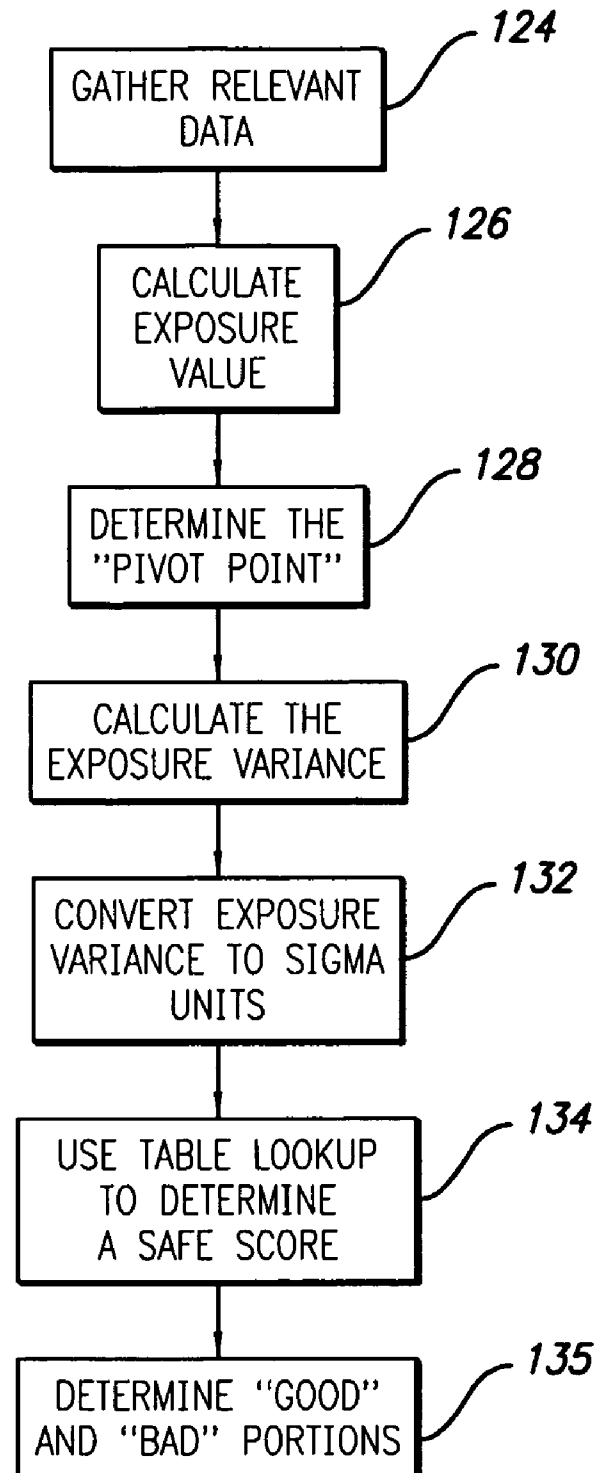 124
GATHER RELEVANT
DATA
126
CALCULATE
EXPOSURE
VALUE
128
DETERMINE THE
"PIVOT POINT"
130
CALCULATE THE
EXPOSURE VARIANCE
132
CONVERT EXPOSURE
VARIANCE TO SIGMA
UNITS
134
USE TABLE LOOKUP
TO DETERMINE
A SAFE SCORE
135
DETERMINE "GOOD"
AND "BAD" PORTIONS